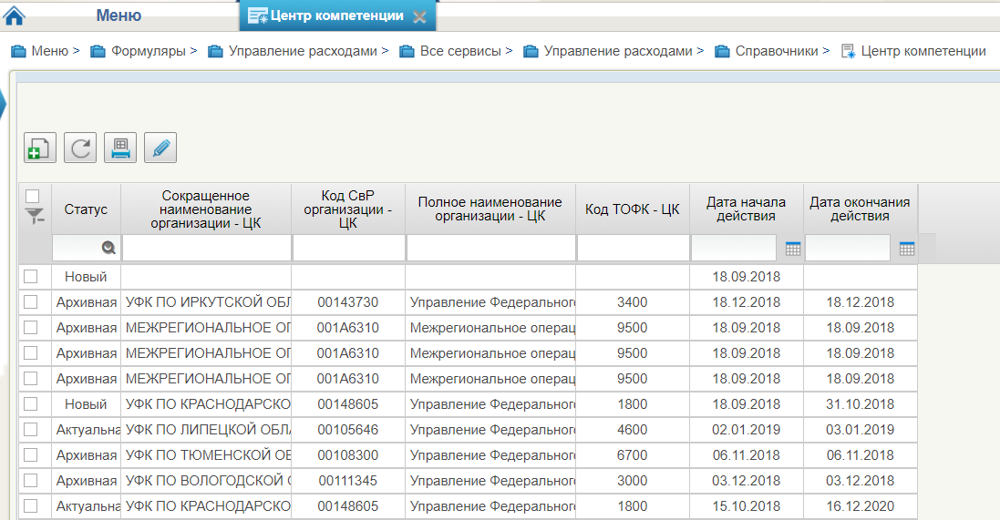 Меню
Центр компетенции
Меню > Формуляры > Управление расходами > Все сервисы > Управление расходами > Справочники > Центр компетенции
Статус
Сокращенное
наименование
организации - ЦК
Код СвР
организации -
ЦК
Полное наименование
организации - ЦК
Код ТОФК - ЦК
Дата начала
действия
Дата окончания
действия
Новый 18.09.2018
Архивная УФК ПО ИРКУТСКОЙ ОБЛ 00143730 Управление Федеральног 3400 18.12.2018 18.12.2018
Архивная МЕЖРЕГИОНАЛЬНОЕ ОП 001А6310 Межрегиональное операц 9500 18.09.2018 18.09.2018
Архивная МЕЖРЕГИОНАЛЬНОЕ ОП 001А6310 Межрегиональное операц 9500 18.09.2018 18.09.2018
Архивная МЕЖРЕГИОНАЛЬНОЕ ОП 001А6310 Межрегиональное операц 9500 18.09.2018 18.09.2018
Новый УФК ПО КРАСНОДАРСКО 00148605 Управление Федеральног 1800 18.09.2018 31.10.2018
Актуальна УФК ПО ЛИПЕЦКОЙ ОБЛА 00105646 Управление Федеральног 4600 02.01.2019 03.01.2019
Архивная УФК ПО ТЮМЕНСКОЙ ОБ 00108300 Управление Федеральног 6700 06.11.2018 06.11.2018
Архивная УФК ПО ВОЛОГОДСКОЙ О 00111345 Управление Федеральног 3000 03.12.2018 03.12.2018
Актуальна УФК ПО КРАСНОДАРСКО 00148605 Управление Федеральног 1800 15.10.2018 16.12.2020